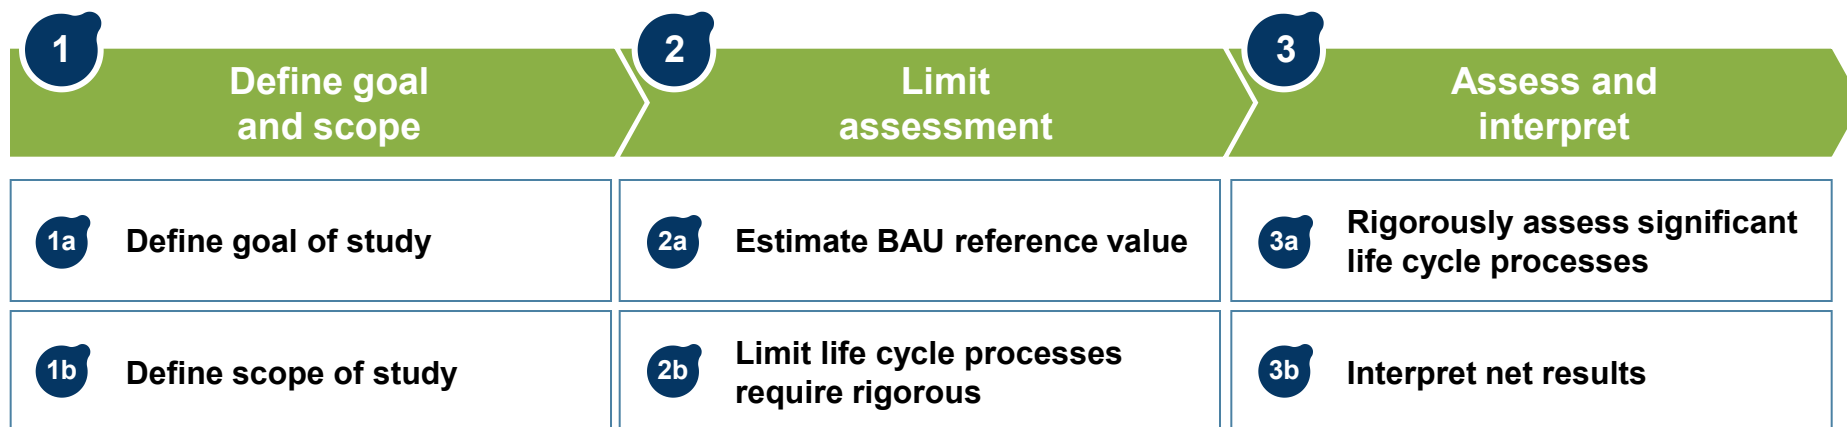 1
Define goal
and scope
2
Limit
assessment
3
Assess and
interpret
1a
Define goal of study
2a
Estimate BAU reference value
3a
Rigorously assess significant
life cycle processes
1b
Define scope of study
2b
Limit life cycle processes
require rigorous
3b
Interpret net results